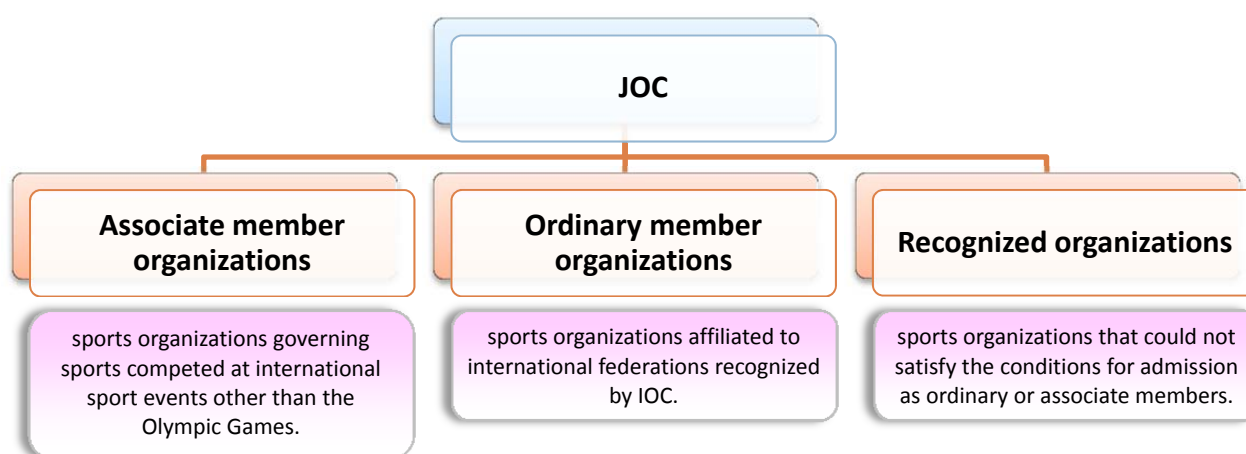 JOC
Associate member
organizations
sports organizations governing
sports competed at international
sport events other than the
Olympic Games.
Ordinary member
organizations
sports organizations affiliated to
international federations recognized
by IOC.
Recognized organizations
sports organizations that could not
satisfy the conditions for admission
as ordinary or associate members.